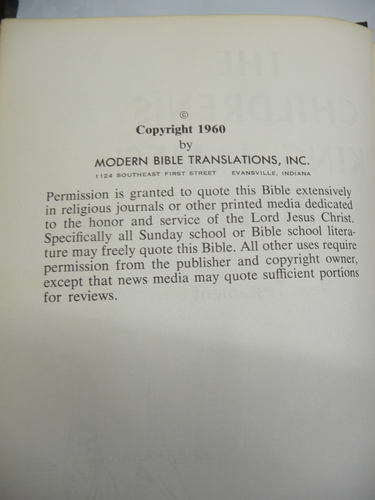 ©
Copyright 1960
by
MODERN BIBLE TRANSLATIONS, INC.
1124 SOUTHEAST FIRST STREET EVANSVILLE, INDIANA
Permission is granted to quote this Bible extensively
in religious journals or other printed media dedicated
to the honor and service of the Lord Jesus Christ.
Specifically all Sunday school or Bible school litera-
ture may freely quote this Bible. All other uses require
permission from the publisher and copyright owner,
except that news media may quote sufficient portions
for reviews.